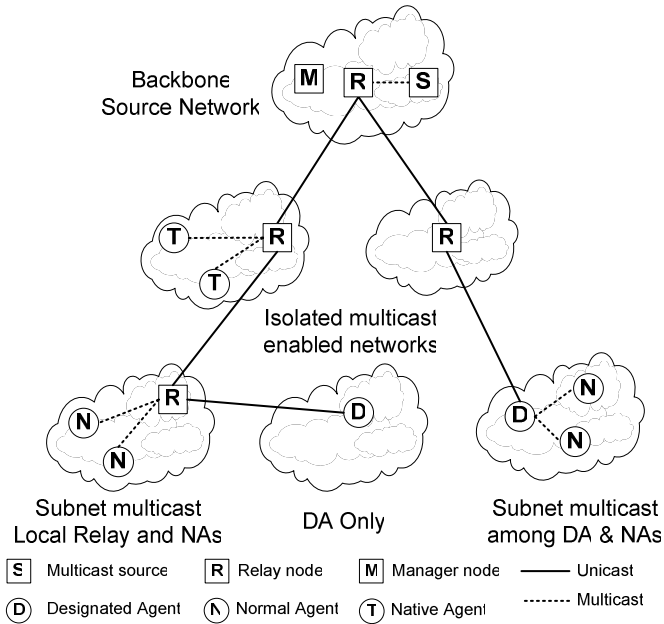 Backbone
Source Network
M
R
S
T
R
T
R
Isolated multicast
enabled networks
R
N
N
D
D
N
N
Subnet multicast
Local Relay and NAs
DA Only
Subnet multicast
among DA & NAs
S Multicast source
R Relay node
M Manager node
Unicast
Multicast
D Designated Agent
N Normal Agent
T Native Agent